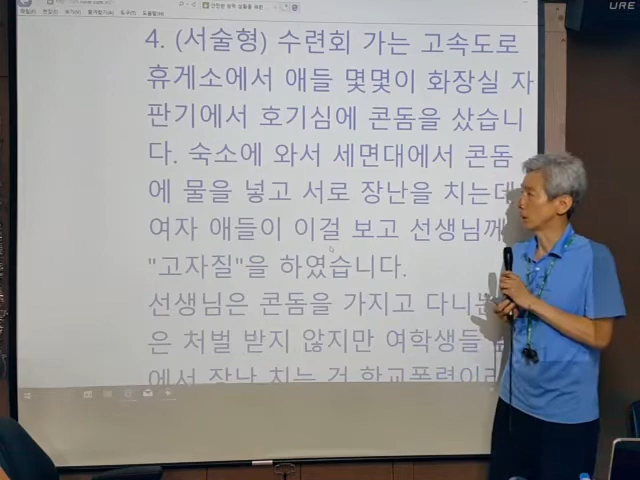 4. (서술형) 수련회 가는 고속도로
휴게소에서 애들 몇몇이 화장실 자
판기에서 호기심에 콘돔을 샀습니
다. 숙소에 와서 세면대에서 콘돔
에 물을 넣고 서로 장난을 치는데
여자 애들이 이걸 보고 선생님께
"고자질"을 하였습니다.
선생님은 콘돔을 가지고 다니는
은 처벌 받지 않지만 여학생들
에서 장난 치는 건 학교폭력이
URE